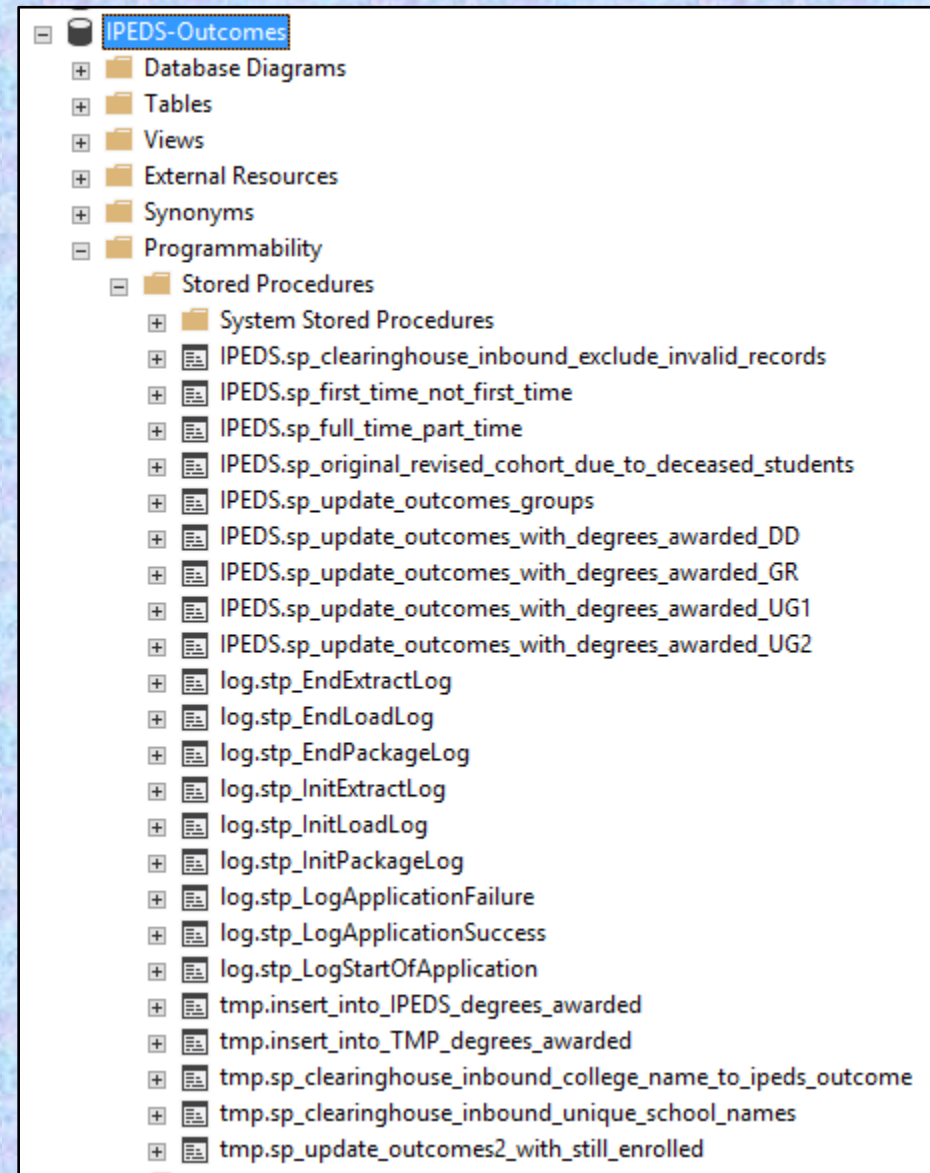 IPEDS-Outcomes
Database Diagrams
Tables
Views
External Resources
Synonyms
Programmability
Stored Procedures
System Stored Procedures
IPEDS.sp_clearinghouse_inbound_exclude_invalid_records
IPEDS.sp_first_time_not_first_time
IPEDS.sp_full_time_part_time
IPEDS.sp_original_revised_cohort_due_to_deceased_students
IPEDS.sp_update_outcomes_groups
IPEDS.sp_update_outcomes_with_degrees_awarded_DD
IPEDS.sp_update_outcomes_with_degrees_awarded_GR
IPEDS.sp_update_outcomes_with_degrees_awarded_UG1
IPEDS.sp_update_outcomes_with_degrees_awarded_UG2
log.stp_EndExtractLog
log.stp_EndLoadLog
log.stp_EndPackageLog
log.stp_InitExtractLog
log.stp_InitLoadLog
log.stp_InitPackageLog
log.stp_LogApplicationFailure
log.stp_LogApplicationSuccess
log.stp_LogStartOfApplication
tmp.insert_into_IPEDS_degrees_awarded
tmp.insert_into_TMP_degrees_awarded
tmp.sp_clearinghouse_inbound_college_name_to_ipeds_outcome
tmp.sp_clearinghouse_inbound_unique_school_names
tmp.sp_update_outcomes2_with_still_enrolled